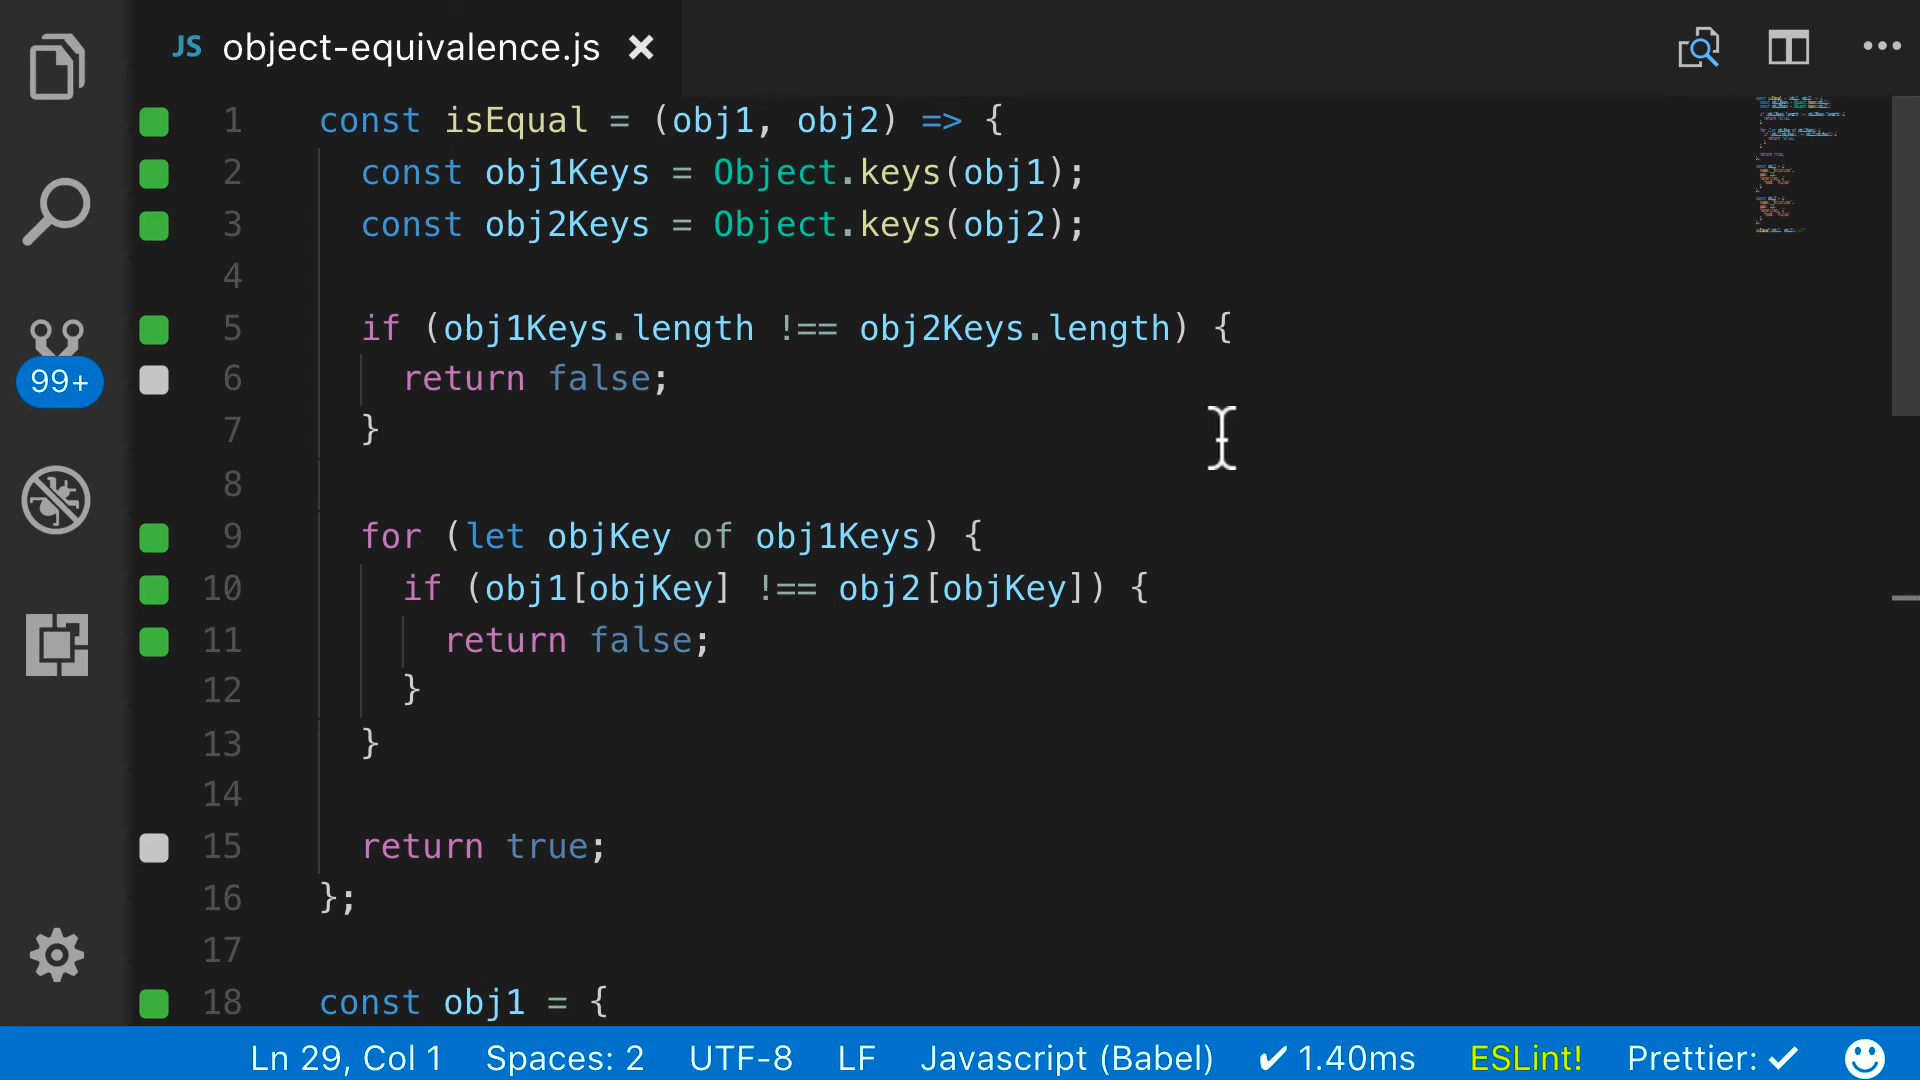 JS object-equivalence.js
1 const isEqual = (obj1, obj2) => {
2 const obj1Keys = Object.keys(obj1);
3 const obj2Keys = Object.keys(obj2);
4
5 if (obj1Keys.length !== obj2Keys.length) {
6 return false;
7 }
8
9 for (let objKey of obj1Keys) {
10 if (obj1[objKey] !== obj2[objKey]) {
11 return false;
12 }
13 }
14
15 return true;
16 };
17
18 const obj1 = {
99+
Ln 29, Col 1 Spaces: 2 UTF-8 LF Javascript (Babel) ✔ 1.40ms ESLint! Prettier: ✓